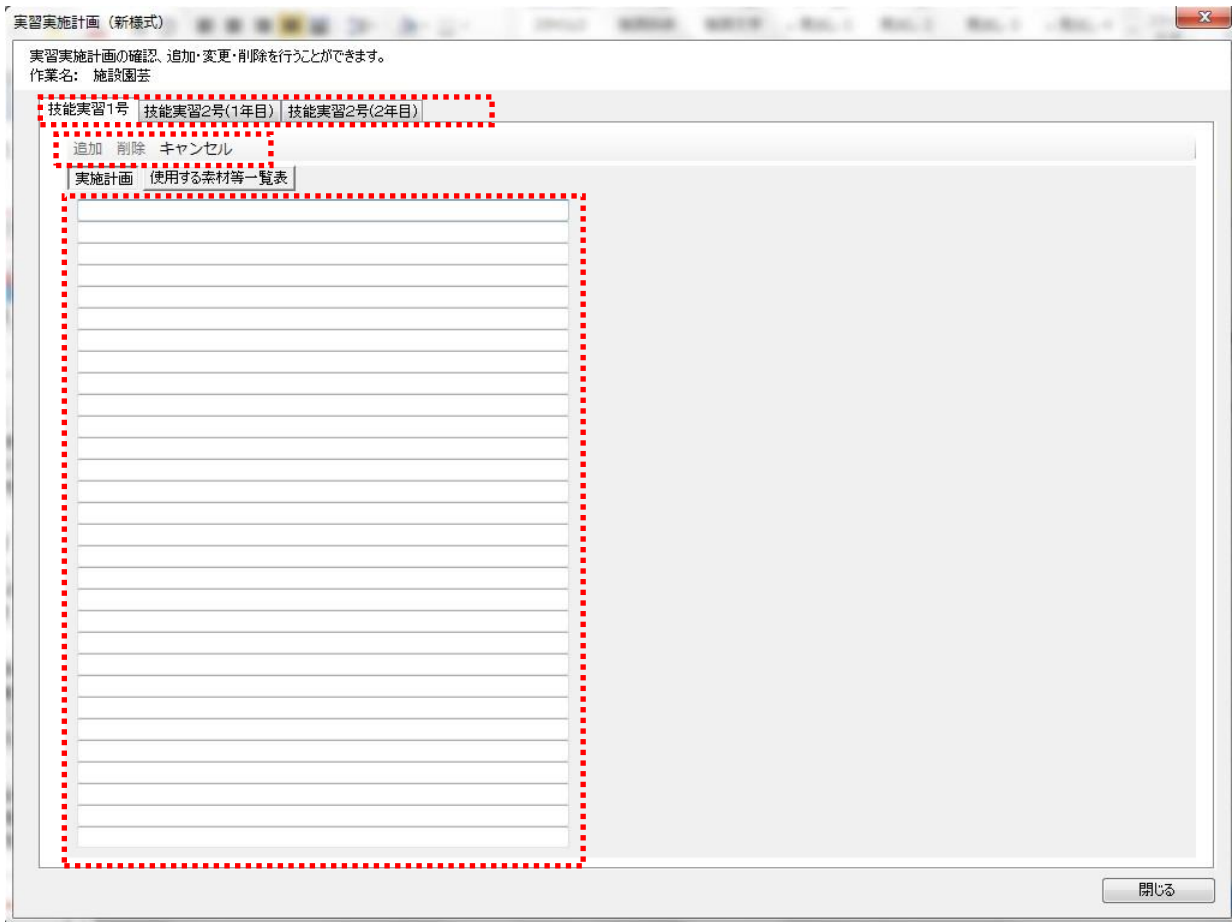 実習実施計画（新様式）
実習実施計画の確認、追加・変更・削除を行うことができます。
作業名： 施設園芸
技能実習1号 技能実習2号(1年目) 技能実習2号(2年目)
追加 削除 キャンセル
実施計画 使用する素材等一覧表
閉じる